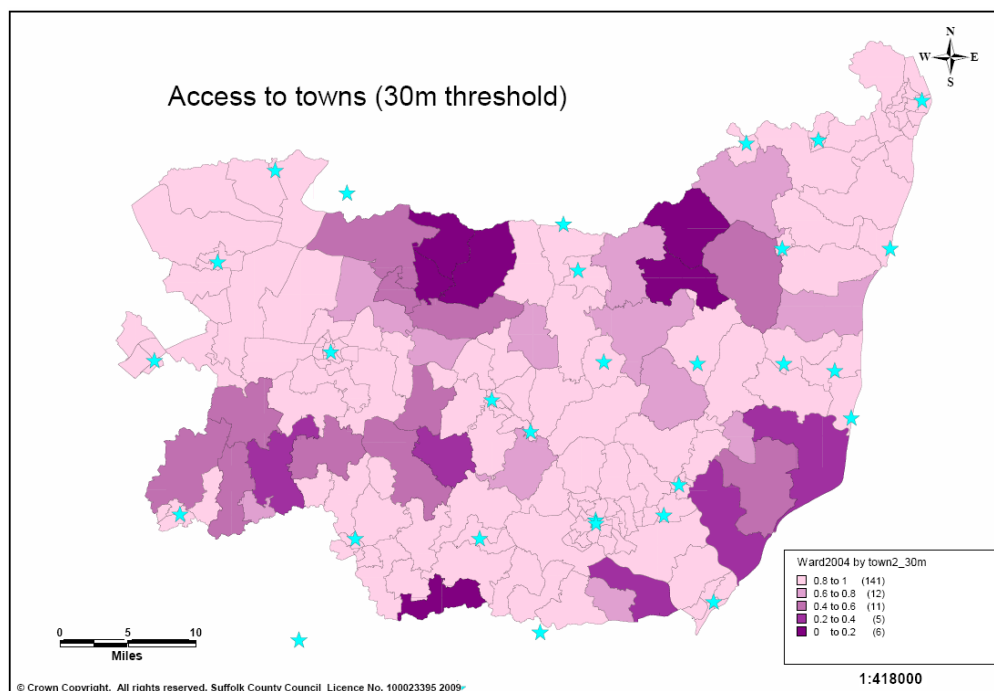 N
W E
S
Access to towns (30m threshold)
Ward2004 by town2_30m
0.8 to 1 (141)
0.6 to 0.8 (12)
0.4 to 0.6 (11)
0.2 to 0.4 (5)
0 to 0.2 (6)
0 5 10
Miles
© Crown Copyright. All rights reserved. Suffolk County Council Licence No. 100023395 2009
1:418000